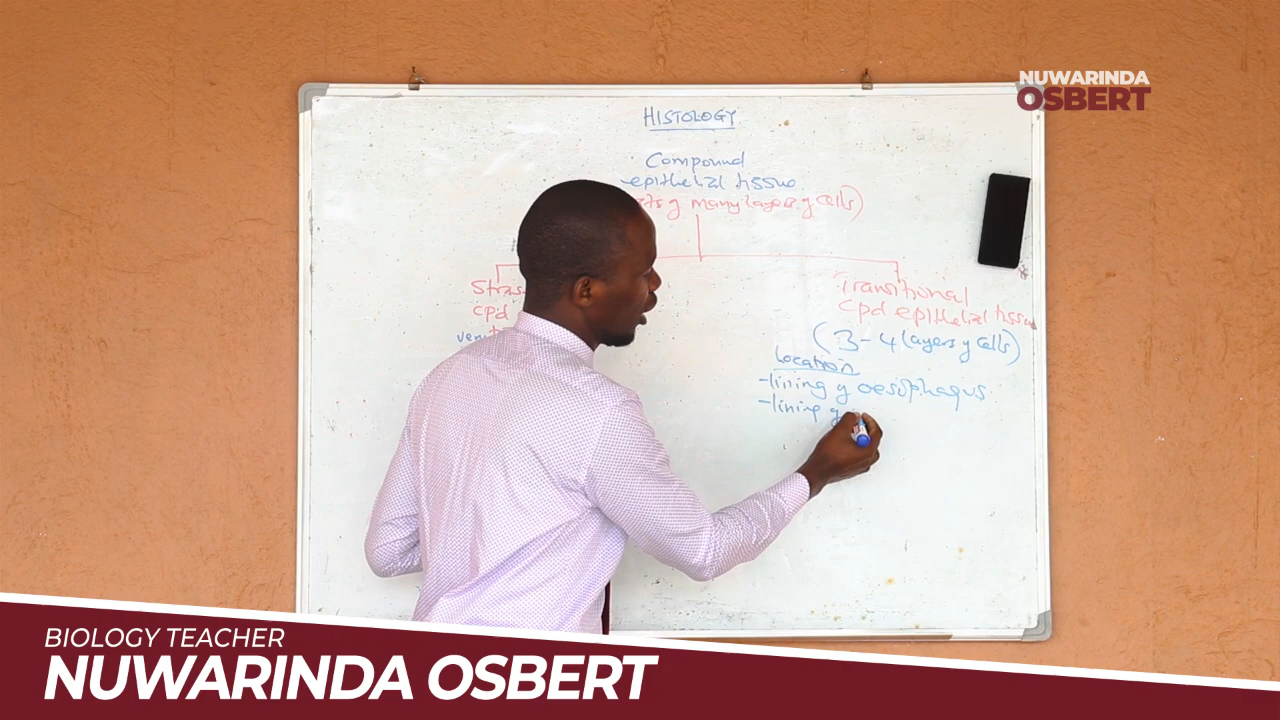 NUWARINDA
OSBERT
HISTOLOGY
Compound
epithelial tissue
many layers y cells)
Transitional
cpd epithelial tissue
(3-4 layers y cells)
cpd
Location
-lining y oesophagus
-lining y
BIOLOGY TEACHER
NUWARINDA OSBERT